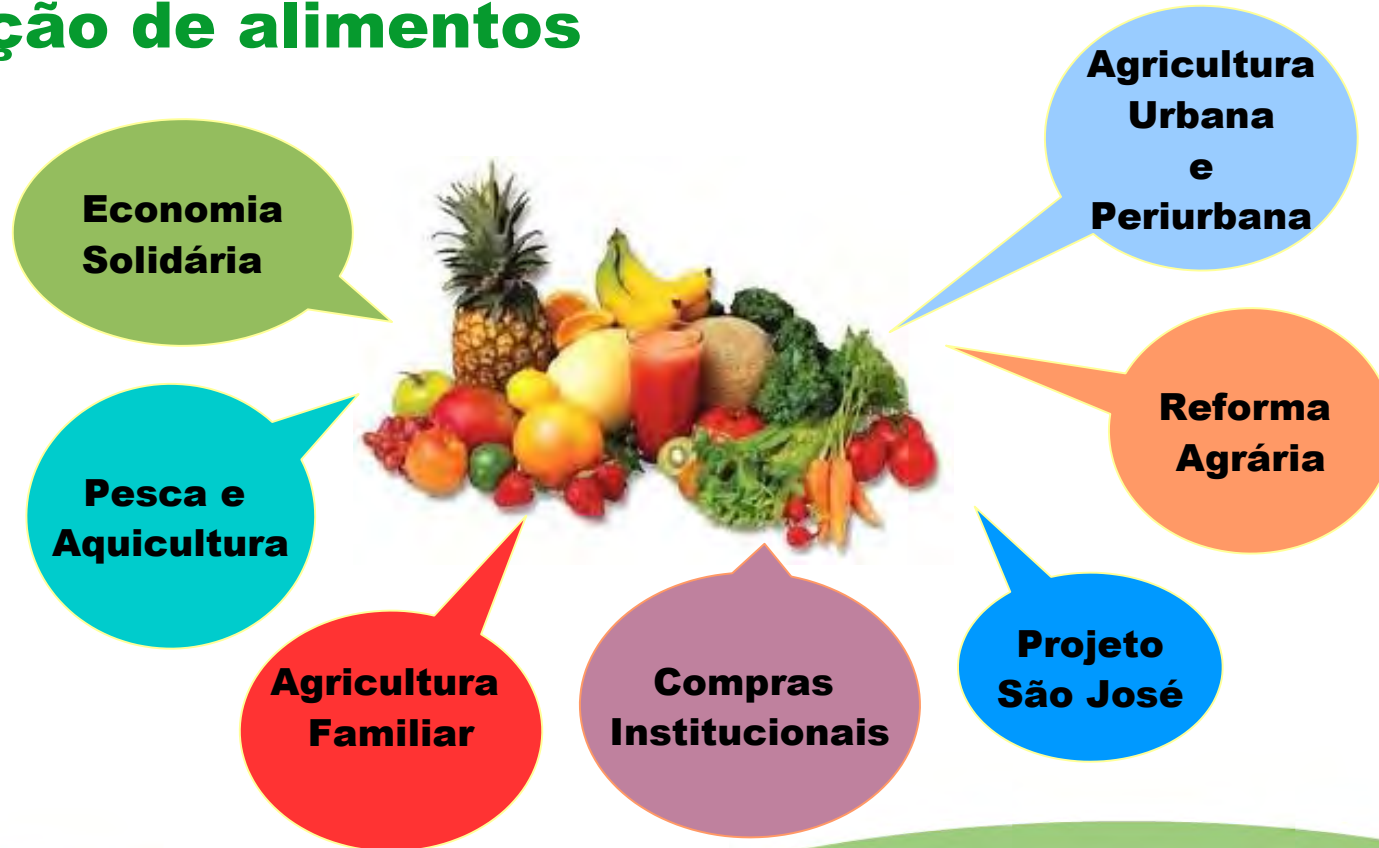 ção de alimentos
Agricultura
Urbana
e
Periurbana
Economia
Solidária
Reforma
Agrária
Pesca e
Aquicultura
Projeto
São José
Agricultura
Familiar
Compras
Institucionais